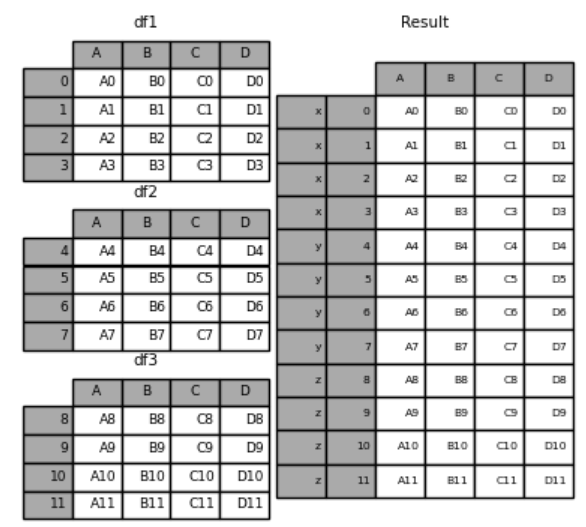 df1
A B C D
0 A0 B0 C0 D0
1 A1 B1 C1 D1
2 A2 B2 C2 D2
3 A3 B3 C3 D3
df2
A B C D
4 A4 B4 C4 D4
5 A5 B5 C5 D5
6 A6 B6 C6 D6
7 A7 B7 C7 D7
df3
A B C D
8 A8 B8 C8 D8
9 A9 B9 C9 D9
10 A10 B10 C10 D10
11 A11 B11 C11 D11
Result
A B C D
x 0 A0 B0 C0 D0
x 1 A1 B1 C1 D1
x 2 A2 B2 C2 D2
x 3 A3 B3 C3 D3
y 4 A4 B4 C4 D4
y 5 A5 B5 C5 D5
y 6 A6 B6 C6 D6
y 7 A7 B7 C7 D7
z 8 A8 B8 C8 D8
z 9 A9 B9 C9 D9
z 10 A10 B10 C10 D10
z 11 A11 B11 C11 D11